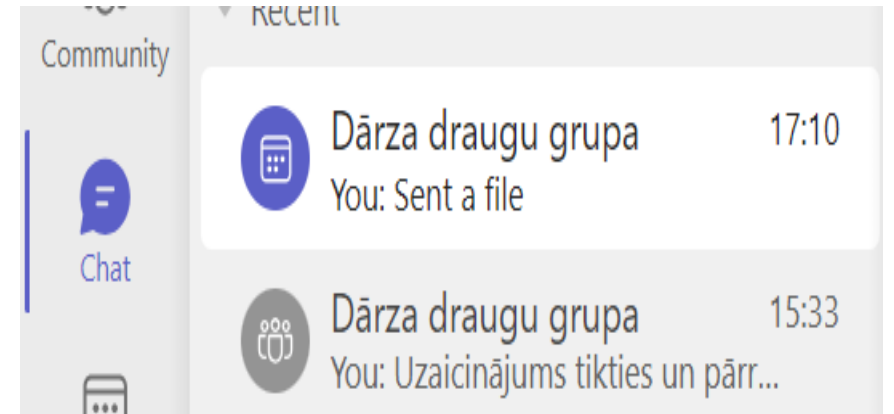 Community
Recent
Dārza draugu grupa 17:10
You: Sent a file
Chat
Dārza draugu grupa 15:33
You: Uzaicinājums tikties un pārr...